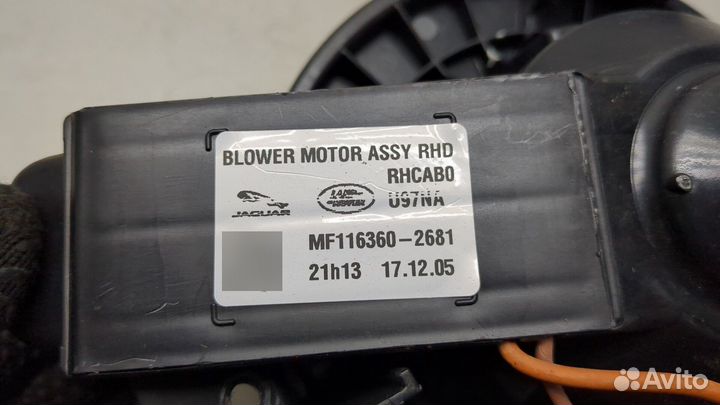 BLOWER MOTOR ASSY RHD
RHCAB0
JAGUAR
LAND ROVER
U97NA
MF116360-2681
21h13 17.12.05
Avito